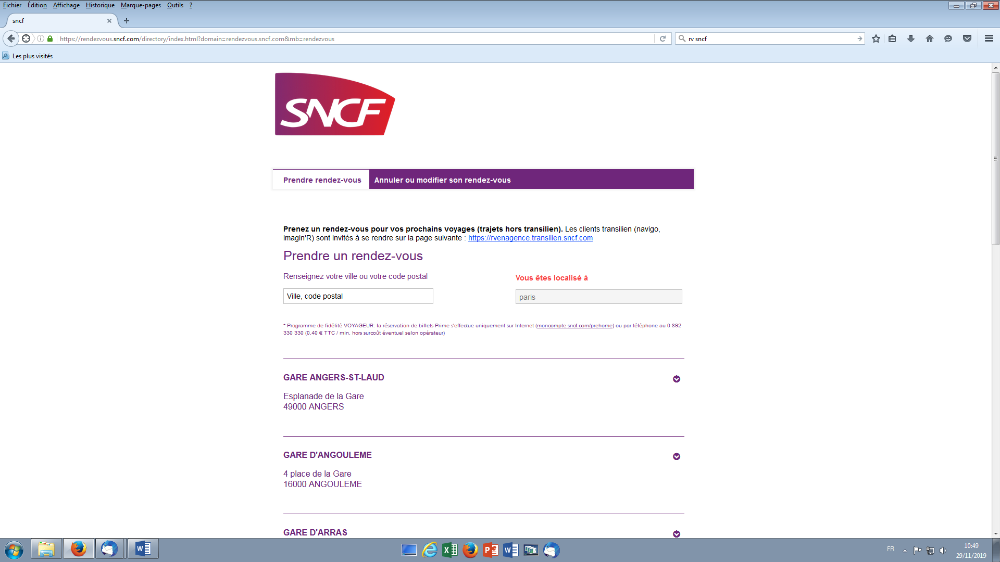 Fichier Édition Affichage Historique Marque-pages Outils ?
sncf
https://rendezvous.sncf.com/directory/index.html?domain=rendezvous.sncf.com&mb=rendezvous
rv sncf
Les plus visités
SNCF
Prendre rendez-vous Annuler ou modifier son rendez-vous
Prenez un rendez-vous pour vos prochains voyages (trajets hors transilien). Les clients transilien (navigo,
imagin'R) sont invités à se rendre sur la page suivante : https://rvenagence.transilien.sncf.com
Prendre un rendez-vous
Renseignez votre ville ou votre code postal
Vous êtes localisé à
Ville, code postal
paris
* Programme de fidélité VOYAGEUR: la réservation de billets Prime s'effectue uniquement sur Internet (moncompte.sncf.com/prehome) ou par téléphone au 0 892
330 330 (0,40 € TTC / min, hors surcoût éventuel selon opérateur)
GARE ANGERS-ST-LAUD
Esplanade de la Gare
49000 ANGERS
GARE D'ANGOULEME
4 place de la Gare
16000 ANGOULEME
GARE D'ARRAS
FR
10:49
29/11/2019